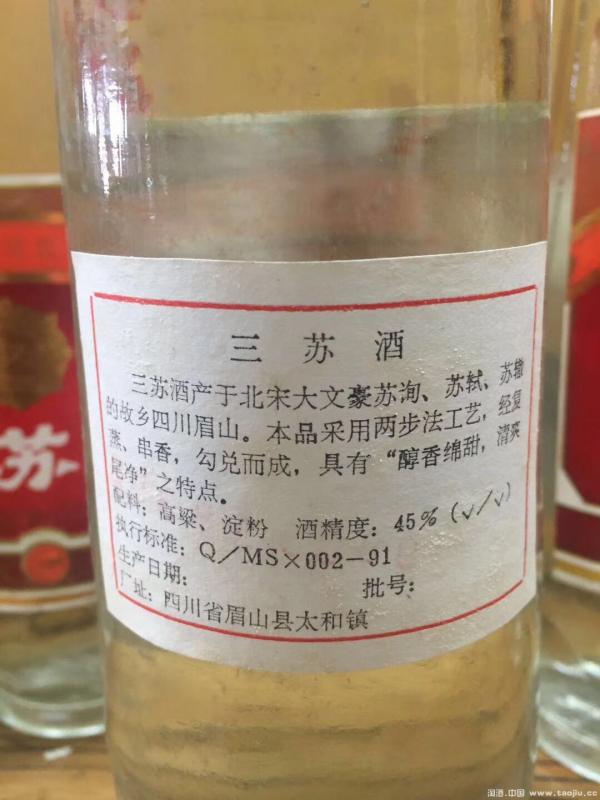 三苏酒
三苏酒产于北宋大文豪苏洵、苏轼、苏辙
的故乡四川眉山。本品采用两步法工艺，经复
蒸、串香，勾兑而成，具有“醇香绵甜，清爽
尾净”之特点。
配料：高粱、淀粉 酒精度：45%(v/v)
执行标准：Q/MS×002-91
生产日期： 批号：
厂址：四川省眉山县太和镇
苏
淘酒.中国 www.taojiu.cc